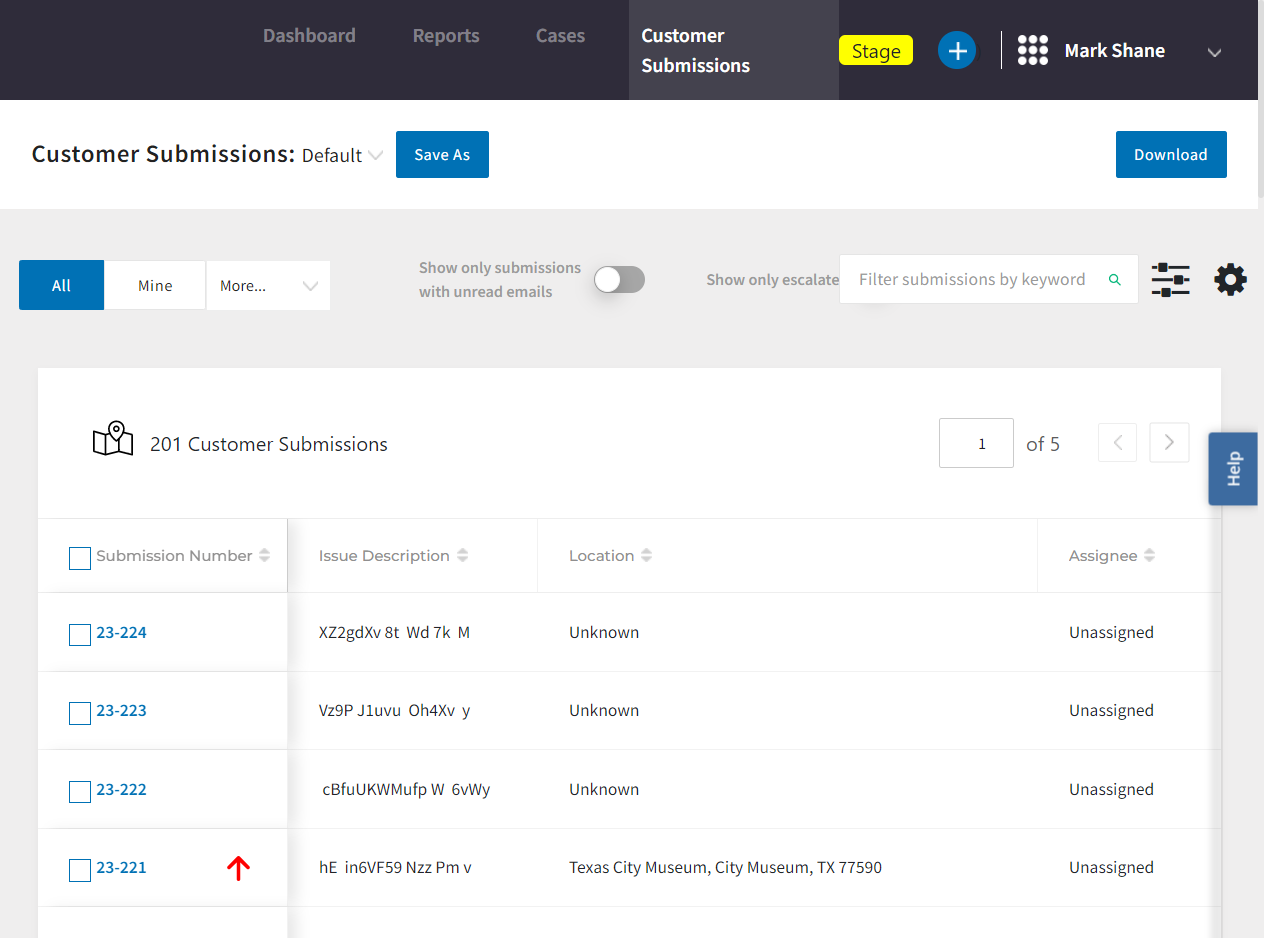 Dashboard Reports Cases Customer Submissions Stage Mark Shane
Customer Submissions: Default Save As Download
All Mine More... Show only submissions with unread emails Show only escalate Filter submissions by keyword
201 Customer Submissions 1 of 5
Help
Submission Number Issue Description Location Assignee
23-224 XZ2gdXv 8t Wd 7k M Unknown Unassigned
23-223 Vz9P J1uvu Oh4Xv y Unknown Unassigned
23-222 cBfuUKWMufp W 6vWy Unknown Unassigned
23-221 hE in6VF59 Nzz Pm v Texas City Museum, City Museum, TX 77590 Unassigned